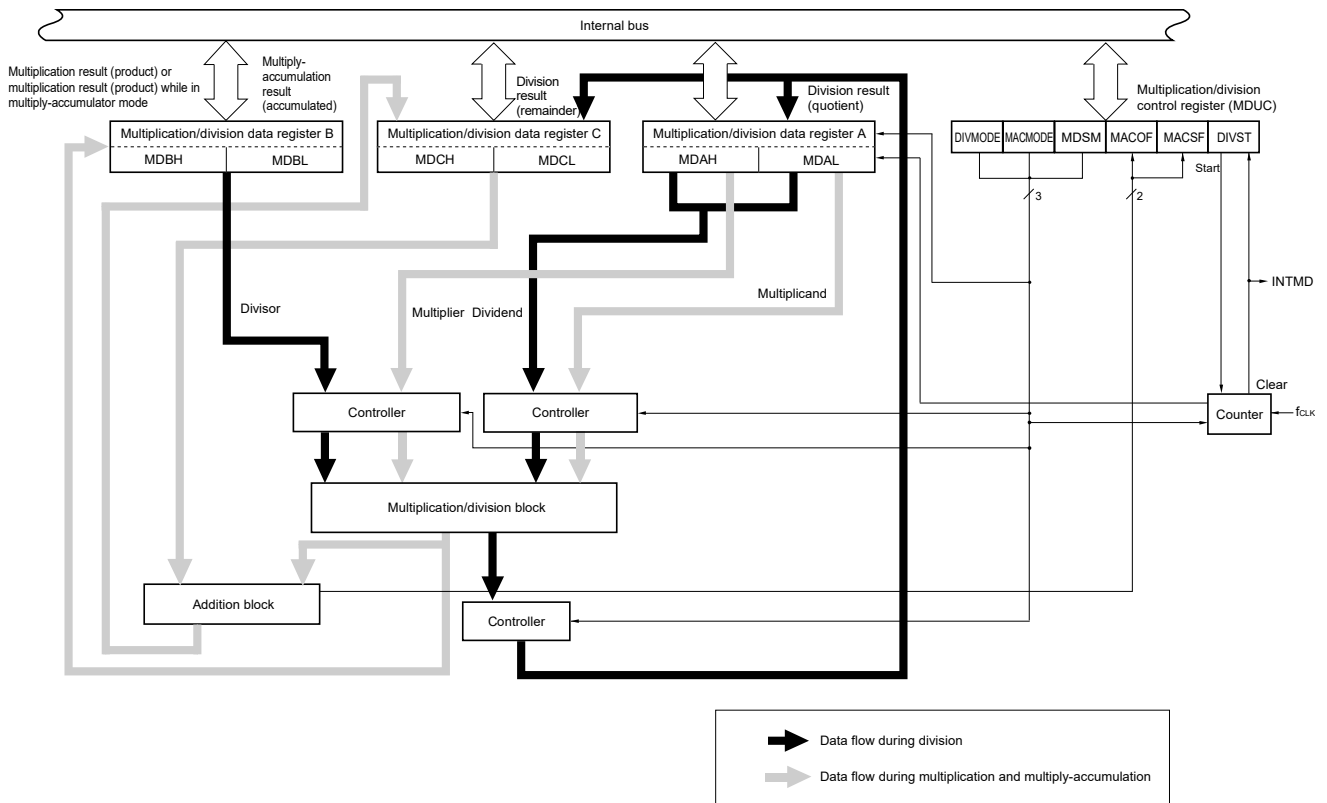 Internal bus
Multiplication result (product) or
multiplication result (product) while in
multiply-accumulator mode
Multiply-
accumulation
result
(accumulated)
Division
result
(remainder)
Division result
(quotient)
Multiplication/division
control register (MDUC)
Multiplication/division data register B
MDBH
MDBL
Multiplication/division data register C
MDCH
MDCL
Multiplication/division data register A
MDAH
MDAL
DIVMODE
MACMODE
MDSM
MACOF
MACSF
DIVST
Start
3
2
INTMD
Divisor
Multiplier
Dividend
Multiplicand
Clear
Controller
Controller
Counter
fCLK
Multiplication/division block
Addition block
Controller
Data flow during division
Data flow during multiplication and multiply-accumulation